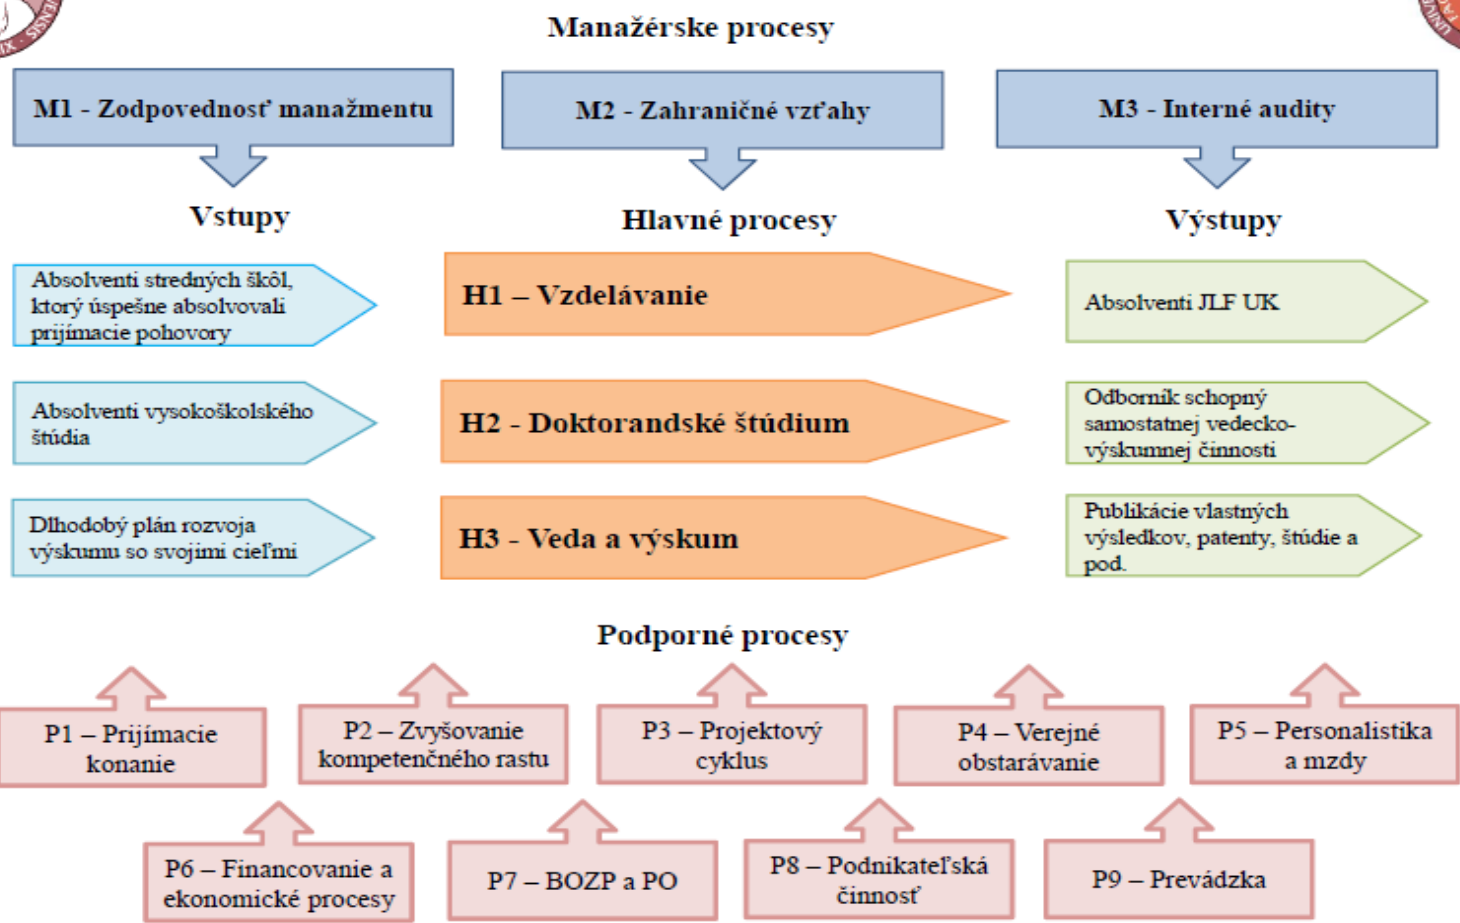 Manažérske procesy
M1 - Zodpovednosť manažmentu
M2 - Zahraničné vzťahy
M3 - Interné audity
Vstupy
Hlavné procesy
Výstupy
Absolventi stredných škôl,
ktorý úspešne absolvovali
prijímacie pohovory
H1 – Vzdelávanie
Absolventi JLF UK
Absolventi vysokoškolského
štúdia
H2 - Doktorandské štúdium
Odborník schopný
samostatnej vedecko-
výskumnej činnosti
Dlhodobý plán rozvoja
výskumu so svojimi cieľmi
H3 - Veda a výskum
Publikácie vlastných
výsledkov, patenty, štúdie a
pod.
Podporné procesy
P1 – Prijímacie
konanie
P2 – Zvyšovanie
kompetenčného rastu
P3 – Projektový
cyklus
P4 – Verejné
obstarávanie
P5 – Personalistika
a mzdy
P6 – Financovanie a
ekonomické procesy
P7 – BOZP a PO
P8 – Podnikateľská
činnosť
P9 – Prevádzka